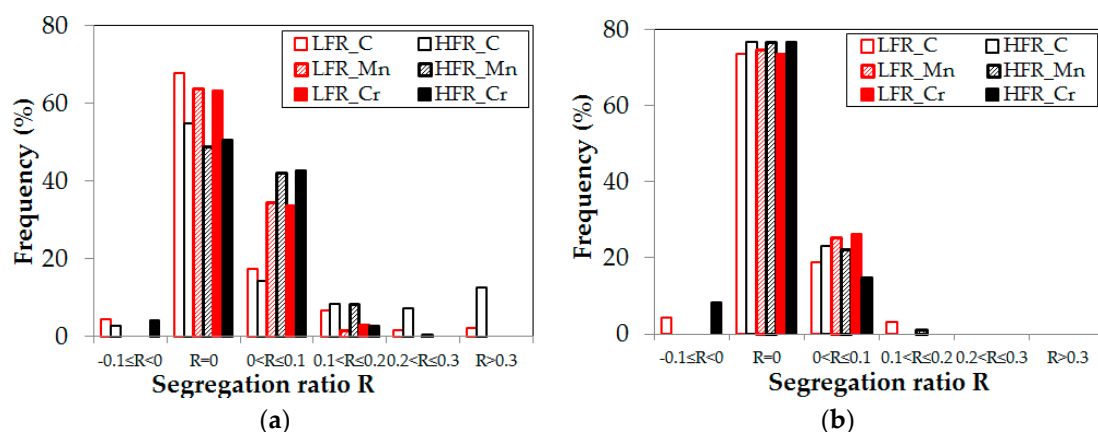 80
60
40
20
0
Frequency (%)
LFR_C HFR_C
LFR_Mn HFR_Mn
LFR_Cr HFR_Cr
-0.1≤R<0 R=0 0<R≤0.1 0.1<R≤0.2 0.2<R≤0.3 R>0.3
Segregation ratio R
(a)
80
60
40
20
0
Frequency (%)
LFR_C HFR_C
LFR_Mn HFR_Mn
LFR_Cr HFR_Cr
-0.1≤R<0 R=0 0<R≤0.1 0.1<R≤0.2 0.2<R≤0.3 R>0.3
Segregation ratio R
(b)